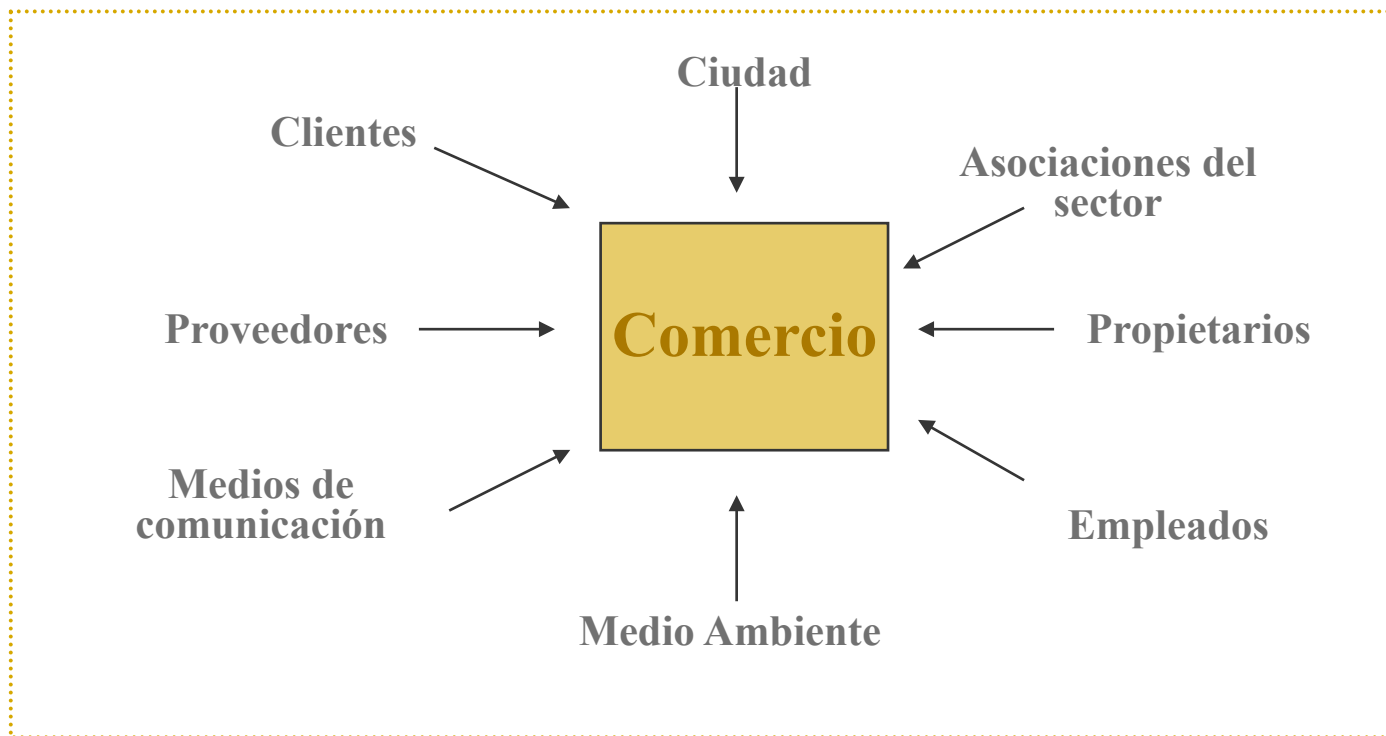 Ciudad
Clientes
Asociaciones del
sector
Proveedores
Comercio
Propietarios
Medios de
comunicación
Empleados
Medio Ambiente